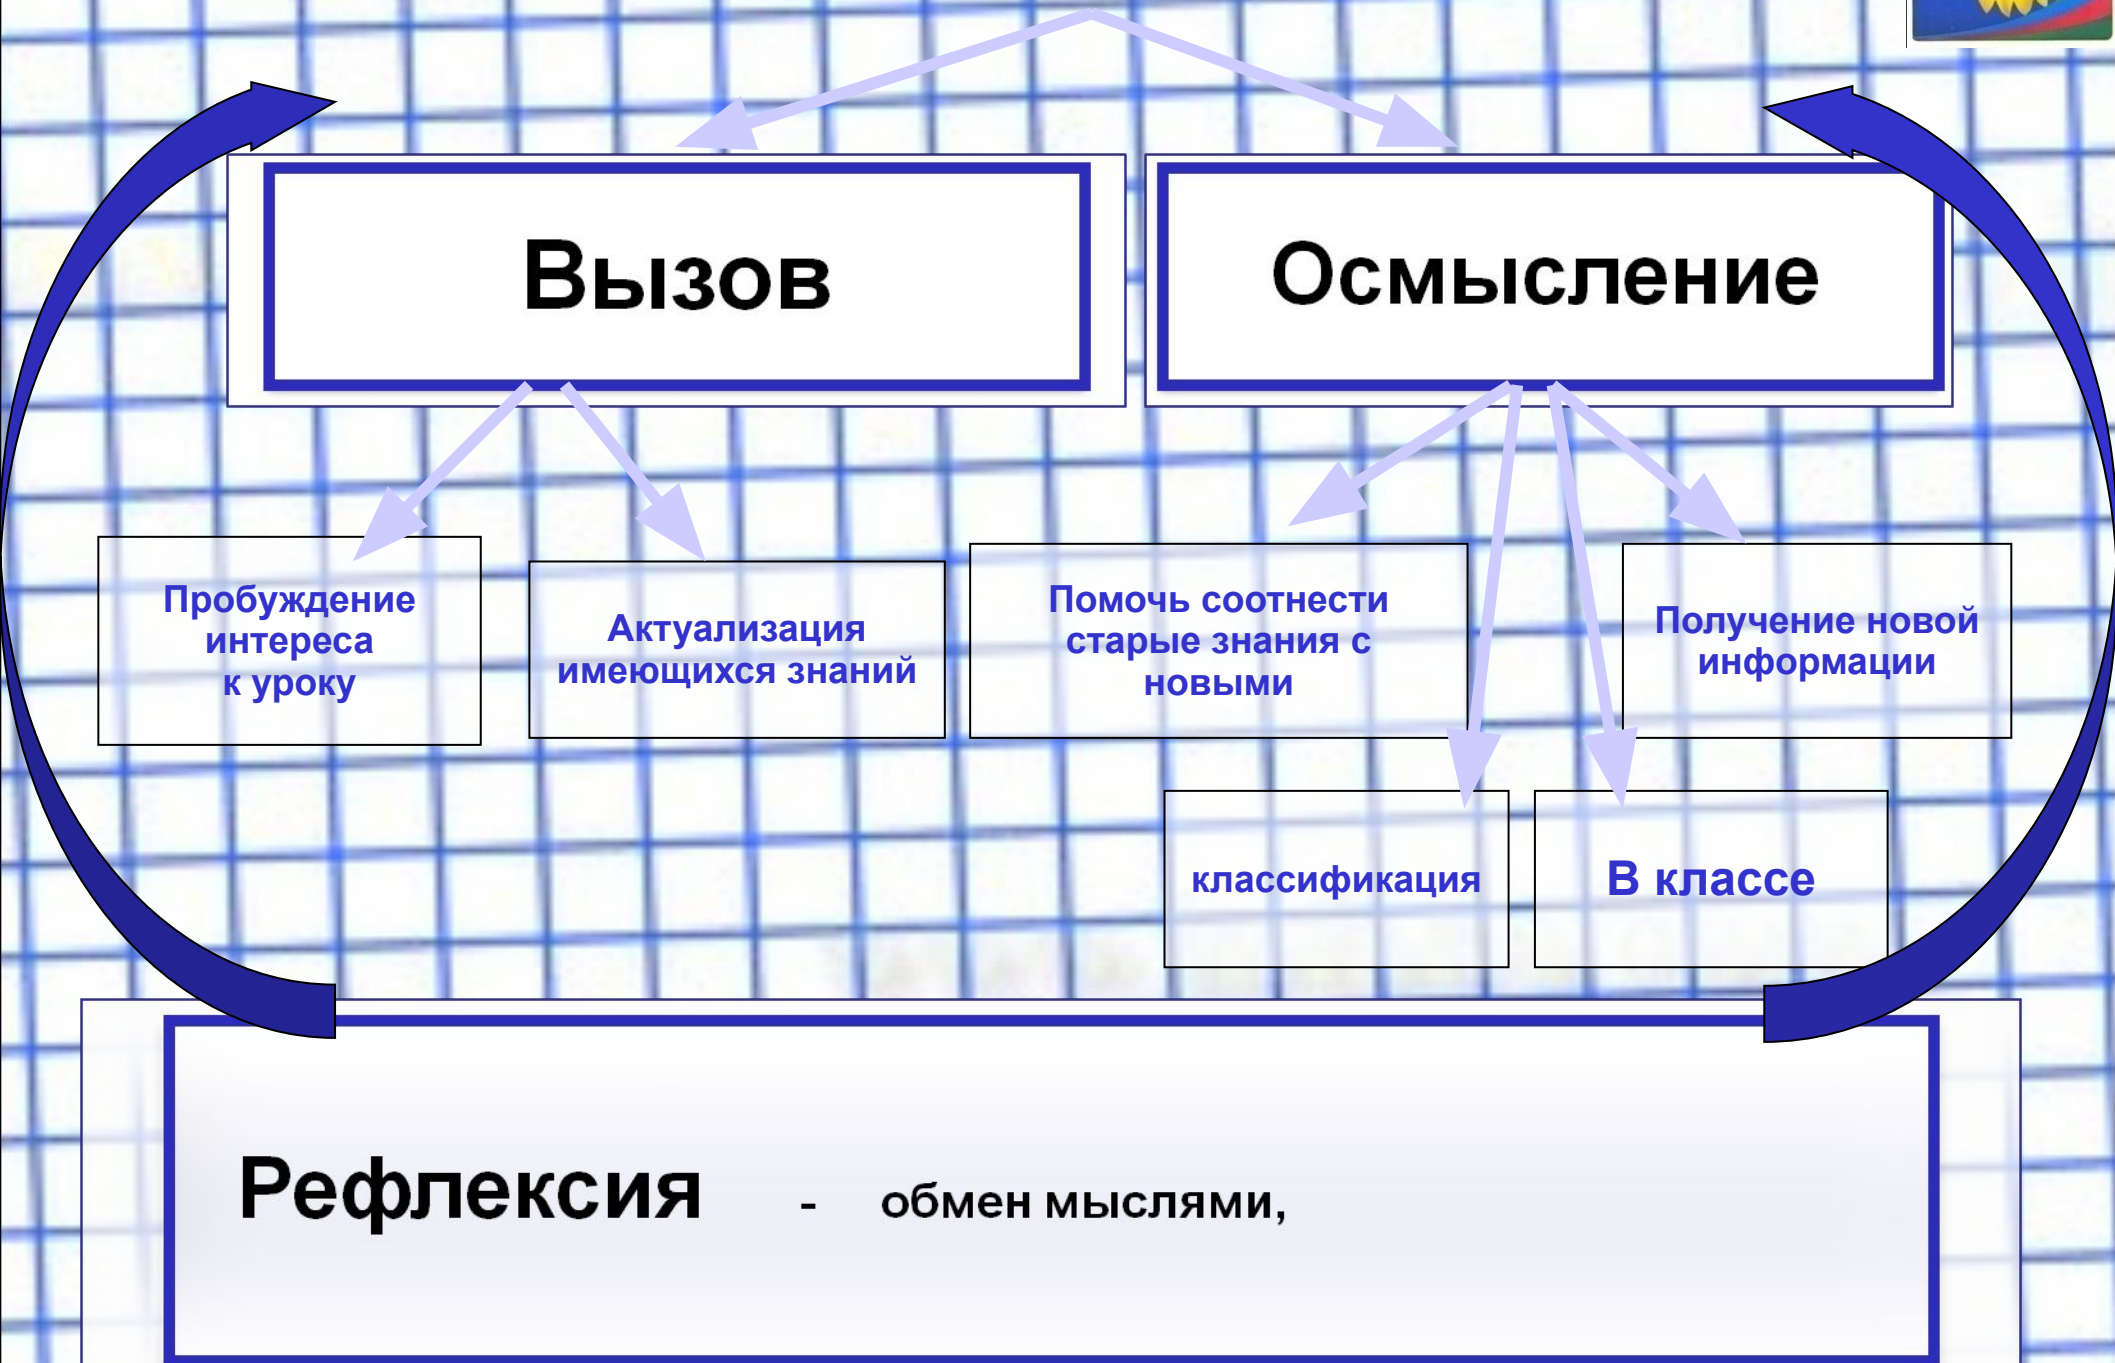 Вызов
Осмысление
Пробуждение
интереса
к уроку
Актуализация
имеющихся знаний
Помочь соотнести
старые знания с
новыми
Получение новой
информации
классификация
В классе
Рефлексия - обмен мыслями,